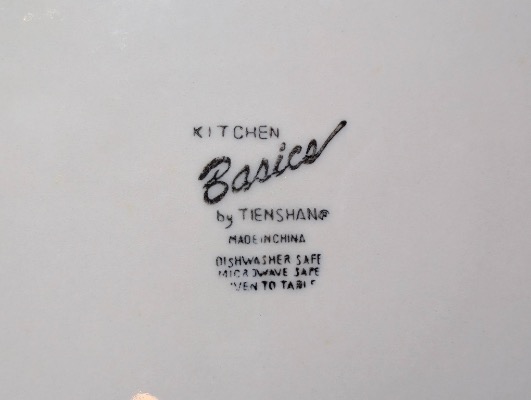 KITCHEN
Basics
by TIENSHAN®
MADE IN CHINA
DISHWASHER SAFE
MICROWAVE SAFE
OVEN TO TABLE